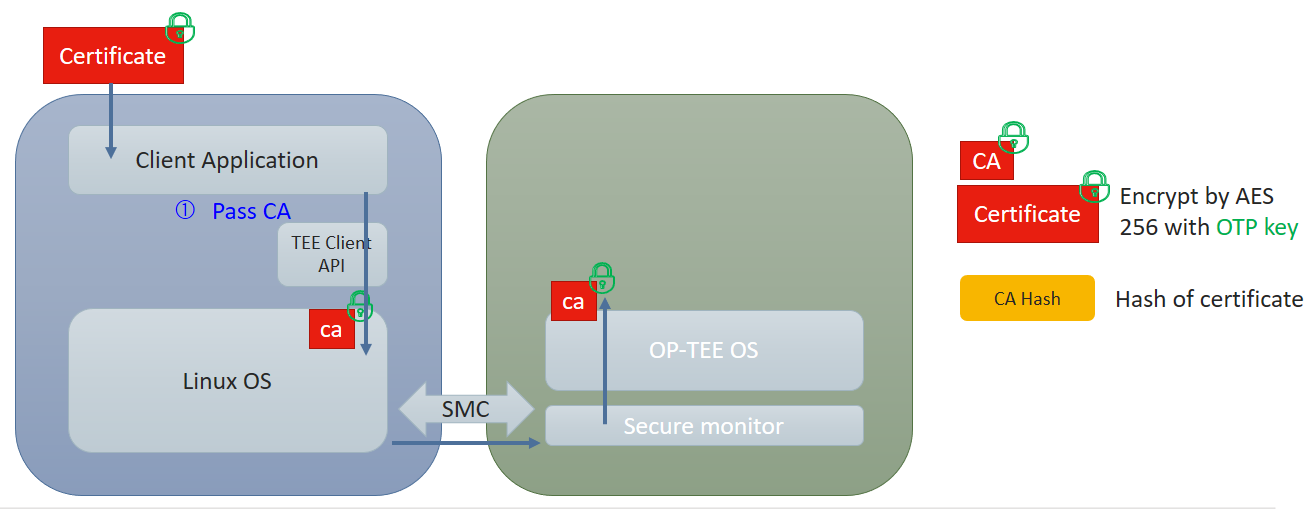 Certificate
Client Application
① Pass CA
TEE Client
API
ca
Linux OS
SMC
ca
OP-TEE OS
Secure monitor
CA
Certificate
Encrypt by AES
256 with OTP key
CA Hash
Hash of certificate